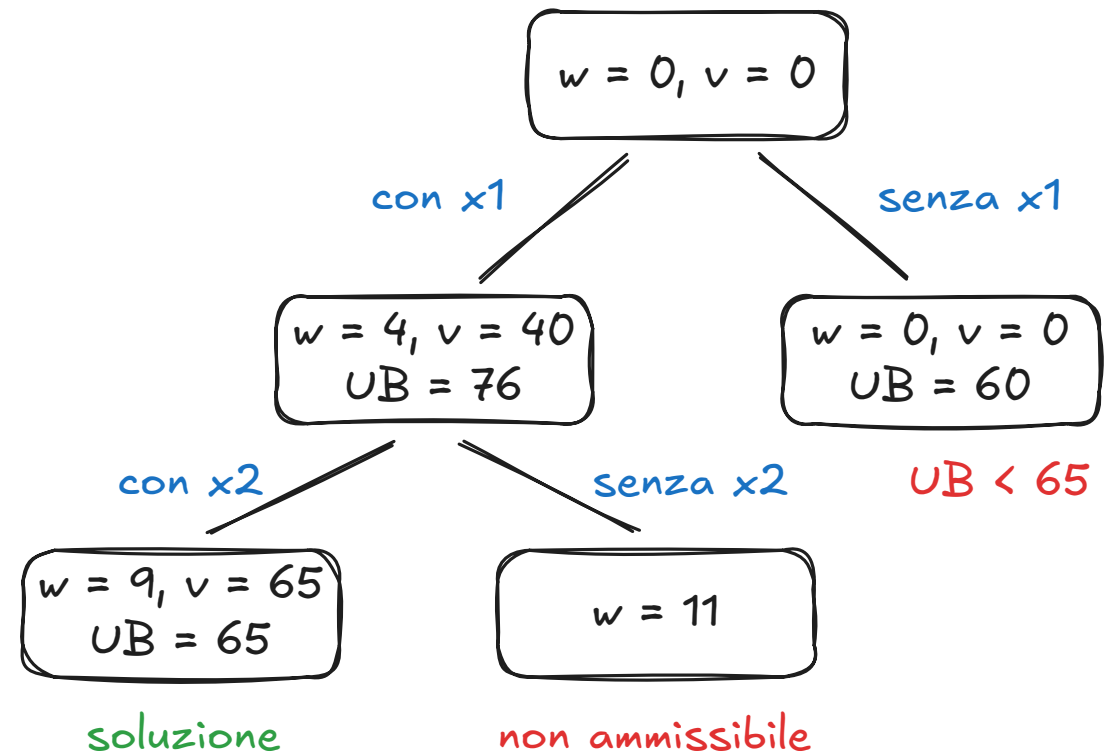 w = 0, v = 0
con x1
senza x1
w = 4, v = 40
UB = 76
w = 0, v = 0
UB = 60
con x2
senza x2
UB < 65
w = 9, v = 65
UB = 65
w = 11
soluzione
non ammissibile